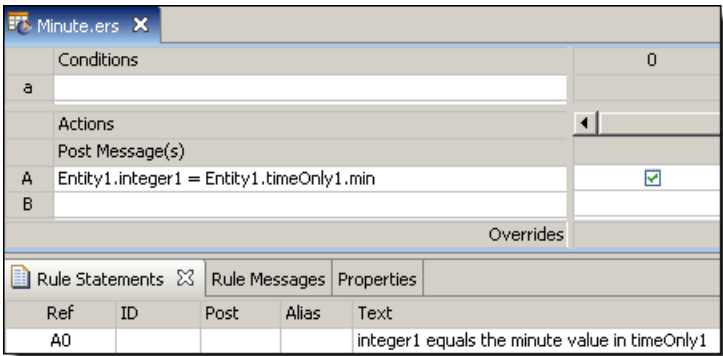 Minute.ers
Conditions 0
a
Actions
Post Message(s)
A Entity1.integer1 = Entity1.timeOnly1.min
B
Overrides
Rule Statements Rule Messages Properties
Ref ID Post Alias Text
A0 integer1 equals the minute value in timeOnly1